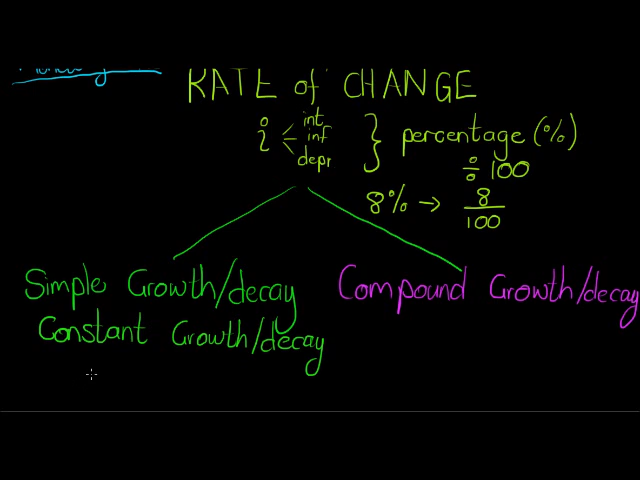 RATE of CHANGE
i < int
inf
depr
} percentage (%)
÷ 100
8% → 8/100
Simple Growth/decay
Compound Growth/decay
Constant Growth/decay